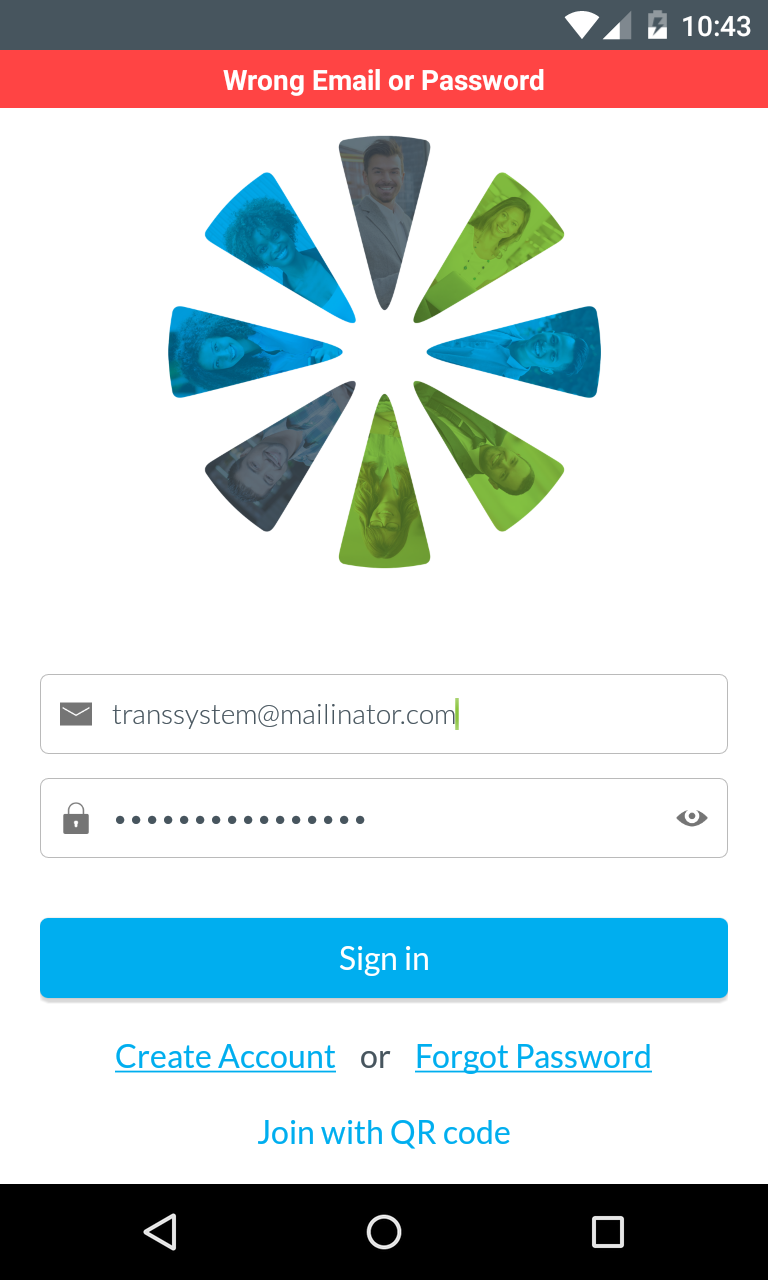 10:43
Wrong Email or Password
transsystem@mailinator.com
Sign in
Create Account or Forgot Password
Join with QR code